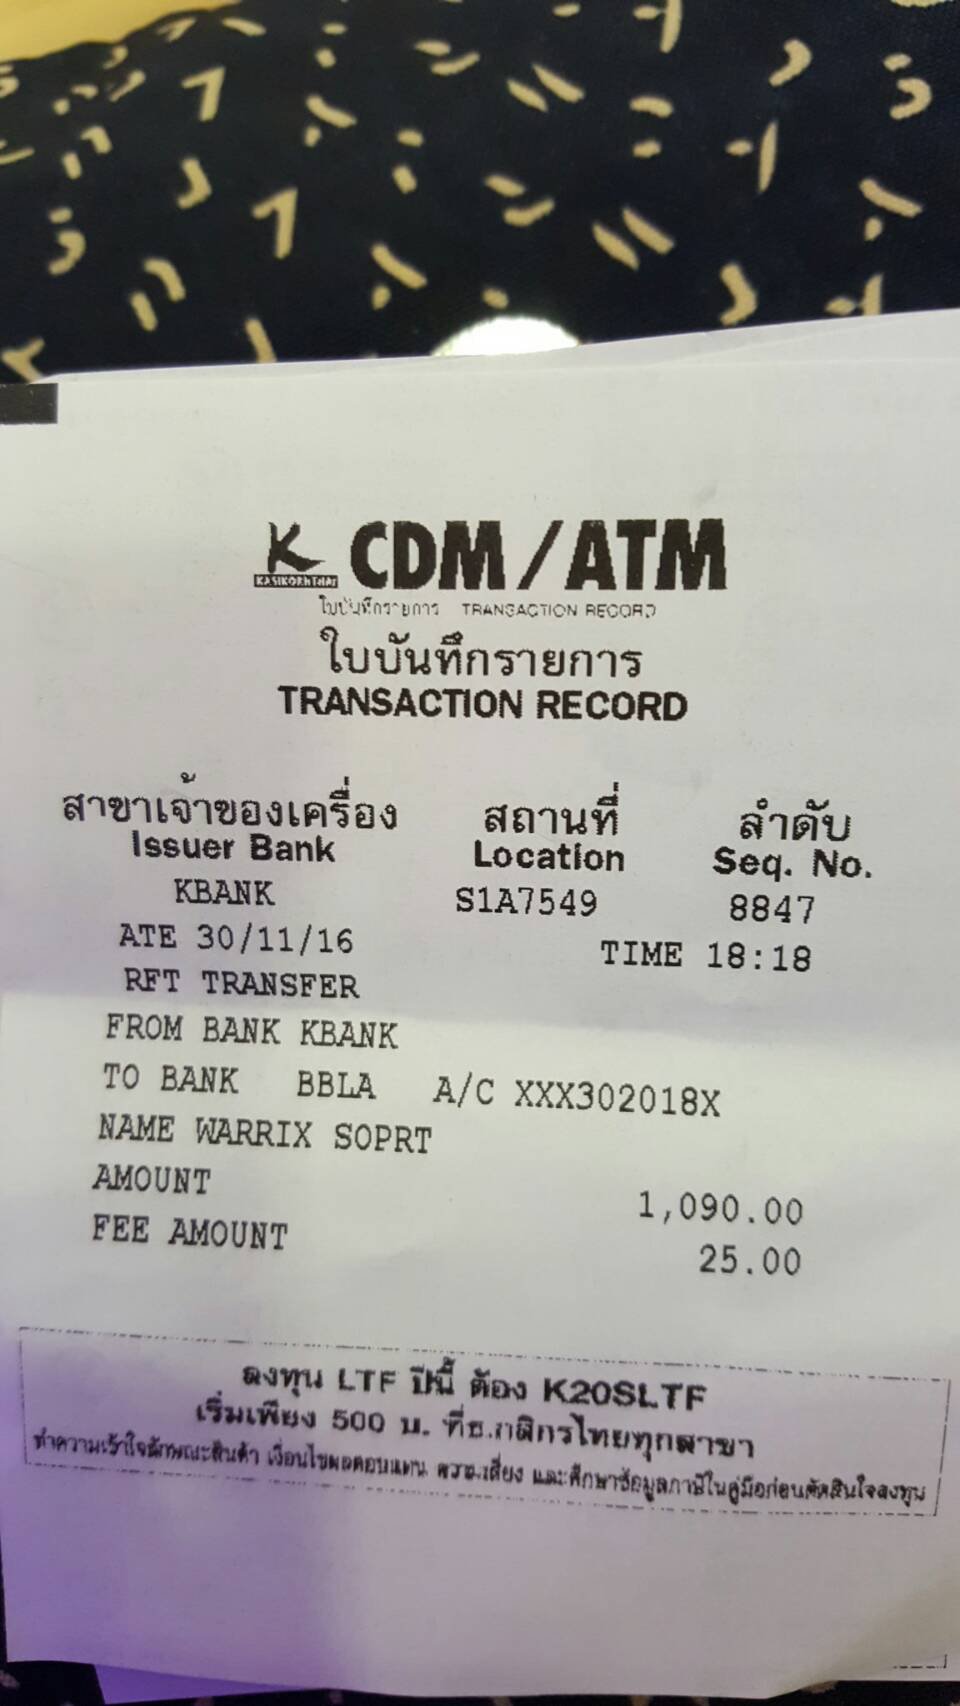 K CDM/ATM
KASIKORNTHAI
ใบบันทึกรายการ TRANSACTION RECORD
ใบบันทึกรายการ
TRANSACTION RECORD
สาขาเจ้าของเครื่อง สถานที่ ลำดับ
Issuer Bank Location Seq. No.
KBANK S1A7549 8847
ATE 30/11/16 TIME 18:18
RFT TRANSFER
FROM BANK KBANK
TO BANK BBLA A/C XXX302018X
NAME WARRIX SOPRT
AMOUNT 1,090.00
FEE AMOUNT 25.00
ลงทุน LTF ปีนี้ ต้อง K20SLTF
เริ่มเพียง 500 บ. ที่ธ.กสิกรไทยทุกสาขา
ทำความเข้าใจลักษณะสินค้า เงื่อนไขผลตอบแทน ความเสี่ยง และศึกษาข้อมูลภาษีในคู่มือก่อนตัดสินใจลงทุน